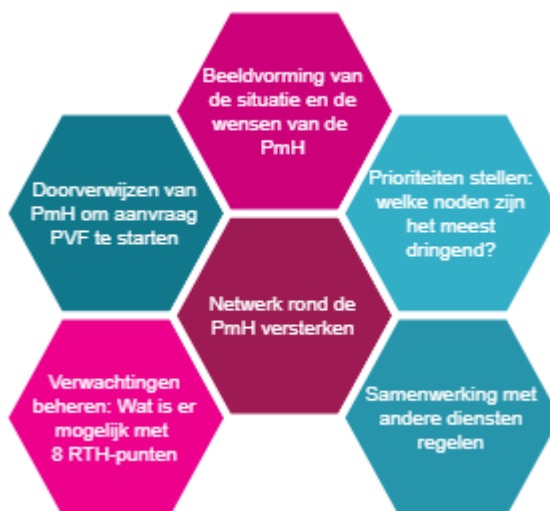 Beeldvorming van
de situatie en de
wensen van de
PmH
Doorverwijzen van
PmH om aanvraag
PVF te starten
Prioriteiten stellen:
welke noden zijn
het meest
dringend?
Netwerk rond de
PmH versterken
Verwachtingen
beheren: Wat is er
mogelijk met
8 RTH-punten
Samenwerking met
andere diensten
regelen